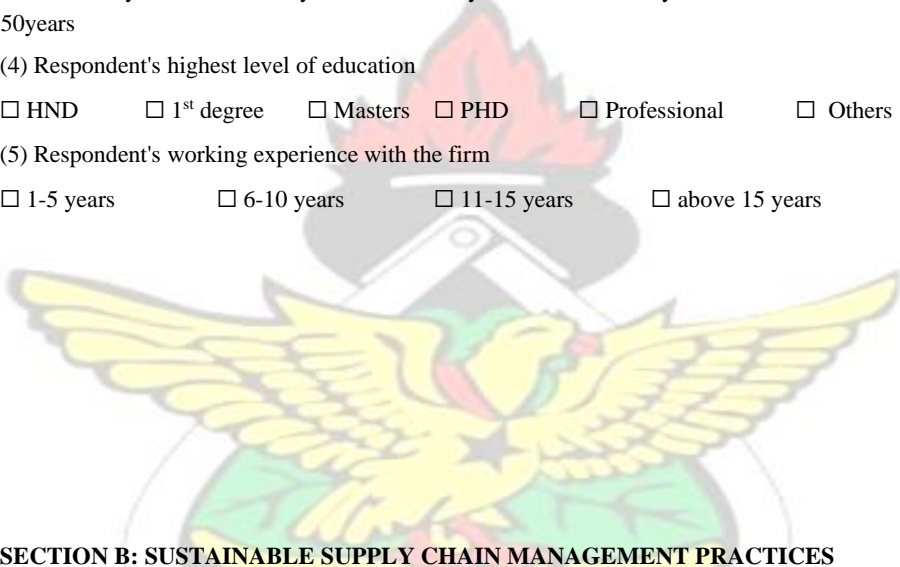 50years
(4) Respondent's highest level of education
☐ HND ☐ 1st degree ☐ Masters ☐ PHD ☐ Professional ☐ Others
(5) Respondent's working experience with the firm
☐ 1-5 years ☐ 6-10 years ☐ 11-15 years ☐ above 15 years
SECTION B: SUSTAINABLE SUPPLY CHAIN MANAGEMENT PRACTICES